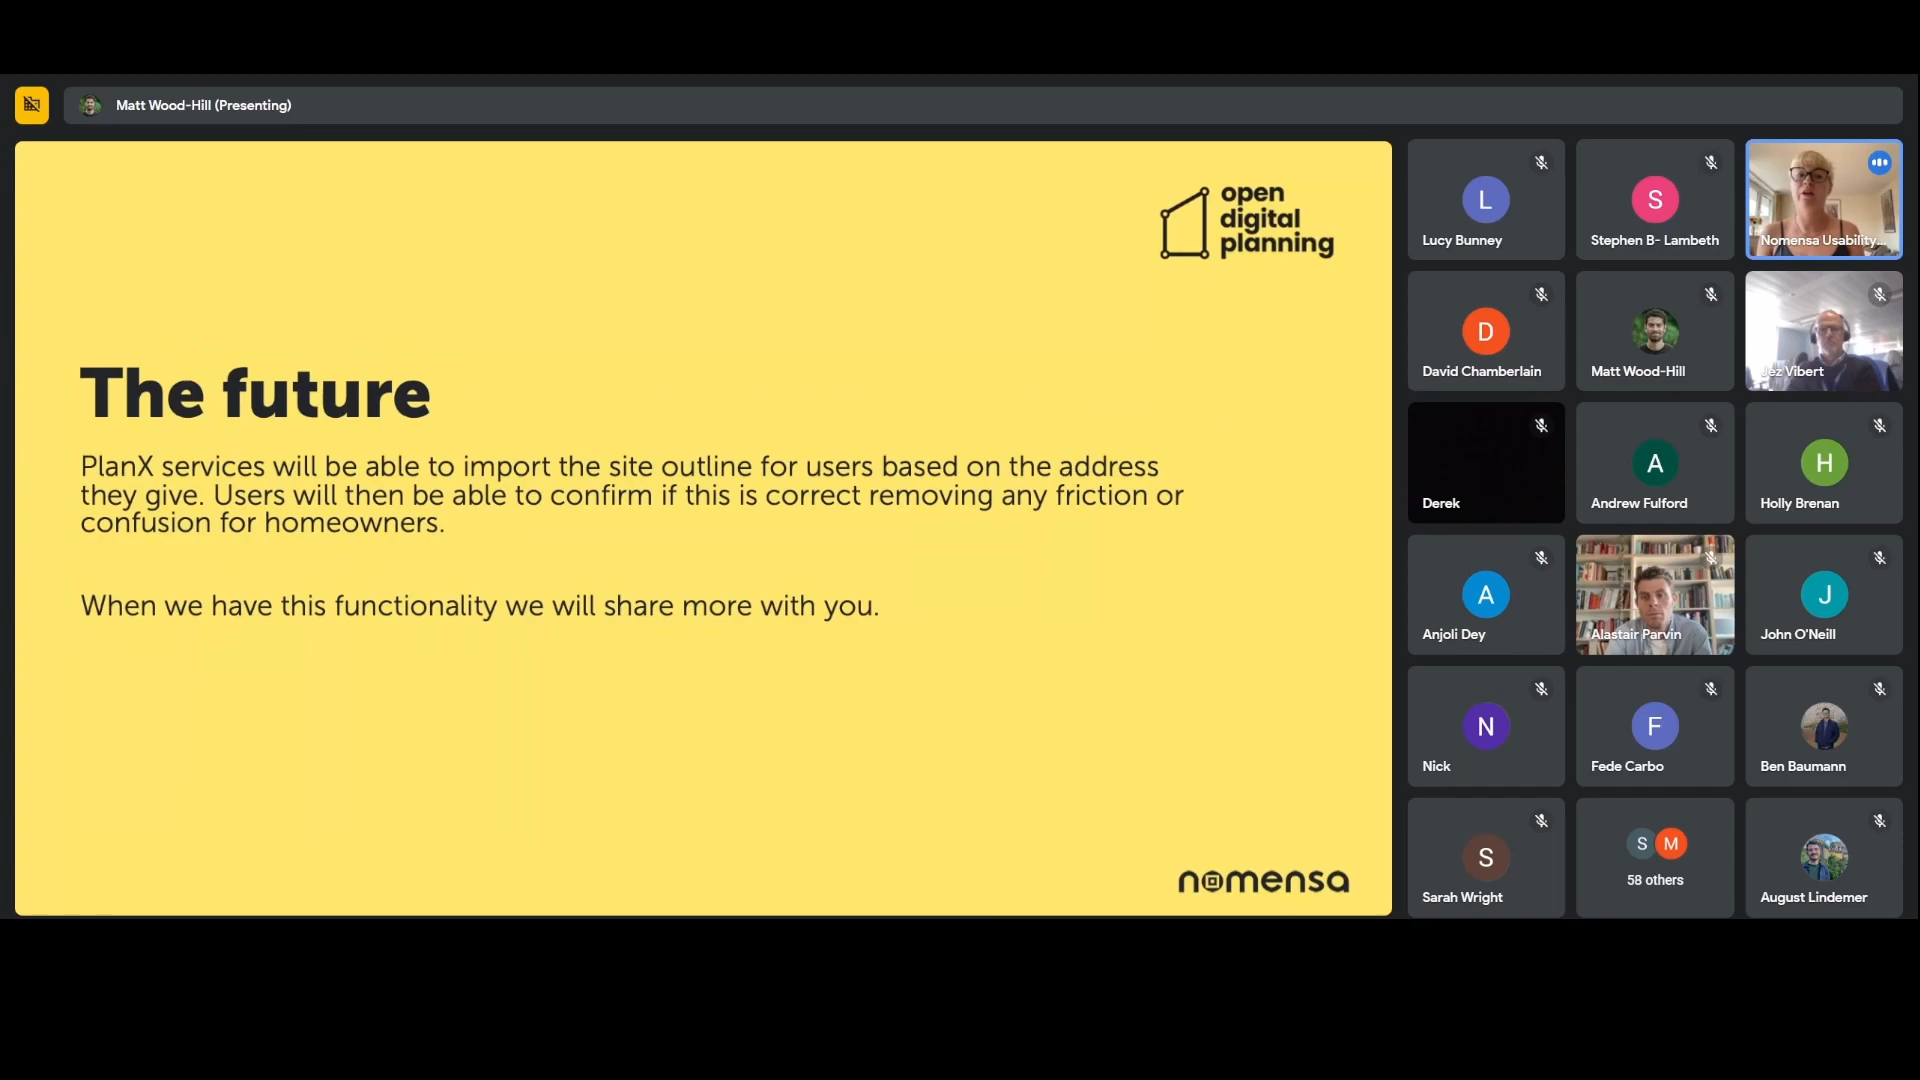 Matt Wood-Hill (Presenting)
open
digital
planning
The future
PlanX services will be able to import the site outline for users based on the address
they give. Users will then be able to confirm if this is correct removing any friction or
confusion for homeowners.
When we have this functionality we will share more with you.
nomensa
L
Lucy Bunney
S
Stephen B- Lambeth
Nomensa Usability...
D
David Chamberlain
Matt Wood-Hill
Jez Vibert
Derek
A
Andrew Fulford
H
Holly Brenan
A
Anjoli Dey
Alastair Parvin
J
John O'Neill
N
Nick
F
Fede Carbo
Ben Baumann
S
Sarah Wright
S M
58 others
August Lindemer